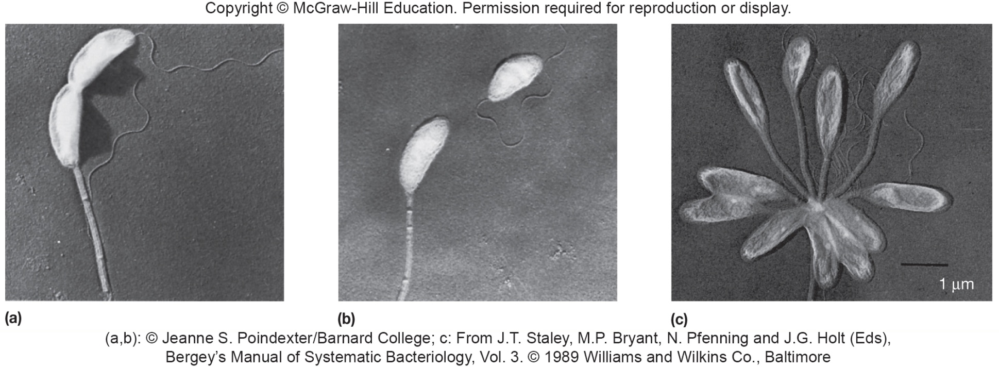 Copyright © McGraw-Hill Education. Permission required for reproduction or display.
1 μm
(a)
(b)
(c)
(a,b): © Jeanne S. Poindexter/Barnard College; c: From J.T. Staley, M.P. Bryant, N. Pfenning and J.G. Holt (Eds),
Bergey's Manual of Systematic Bacteriology, Vol. 3. © 1989 Williams and Wilkins Co., Baltimore